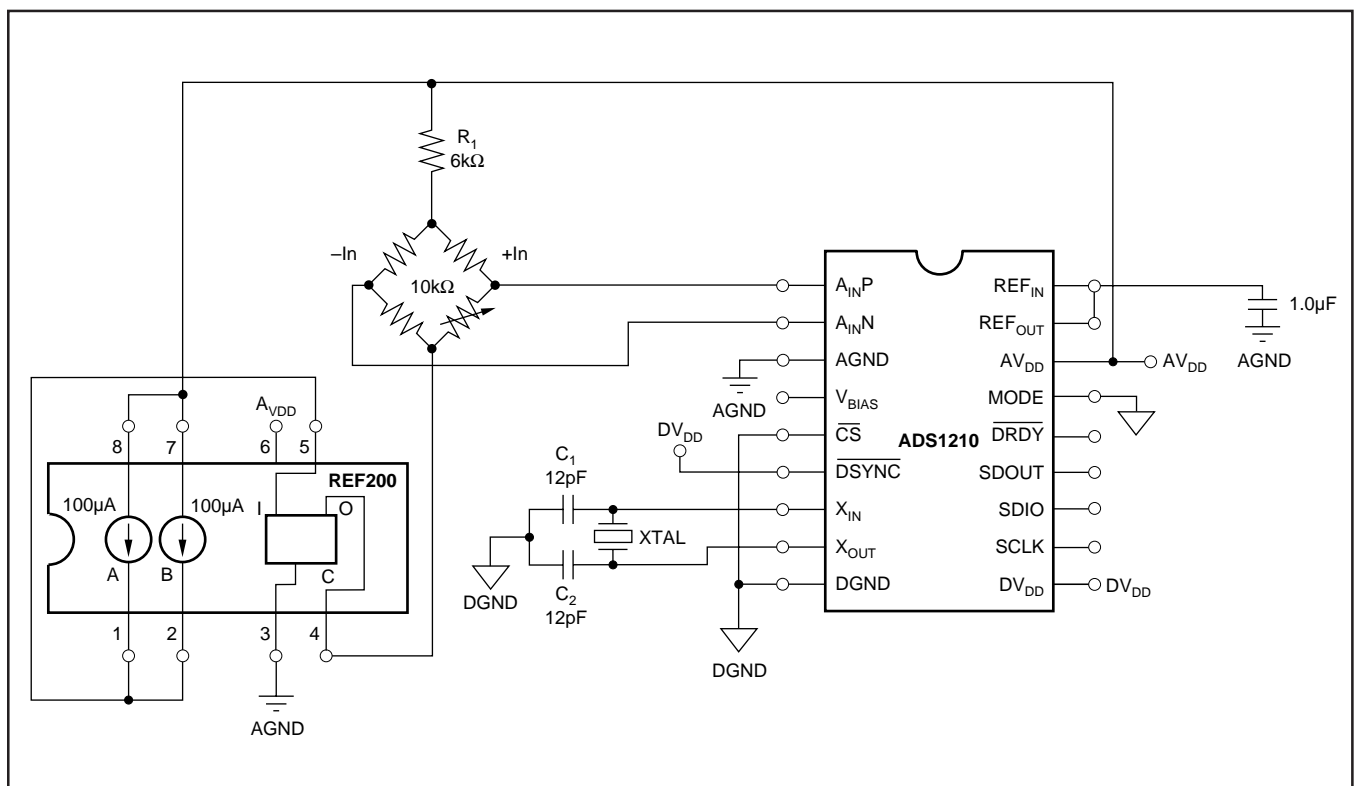 R1
6kΩ
–In
+In
10kΩ
AINP
REFIN
1.0µF
AINN
REFOUT
AGND
AGND
AVDD
AVDD
AGND
VBIAS
MODE
AVDD
DVDD
CS
ADS1210
DRDY
8
7
6
5
C1
12pF
DSYNC
SDOUT
REF200
100µA
100µA
I
O
XIN
SDIO
XTAL
XOUT
SCLK
A
B
C
DGND
C2
12pF
DGND
DVDD
DVDD
1
2
3
4
DGND
AGND